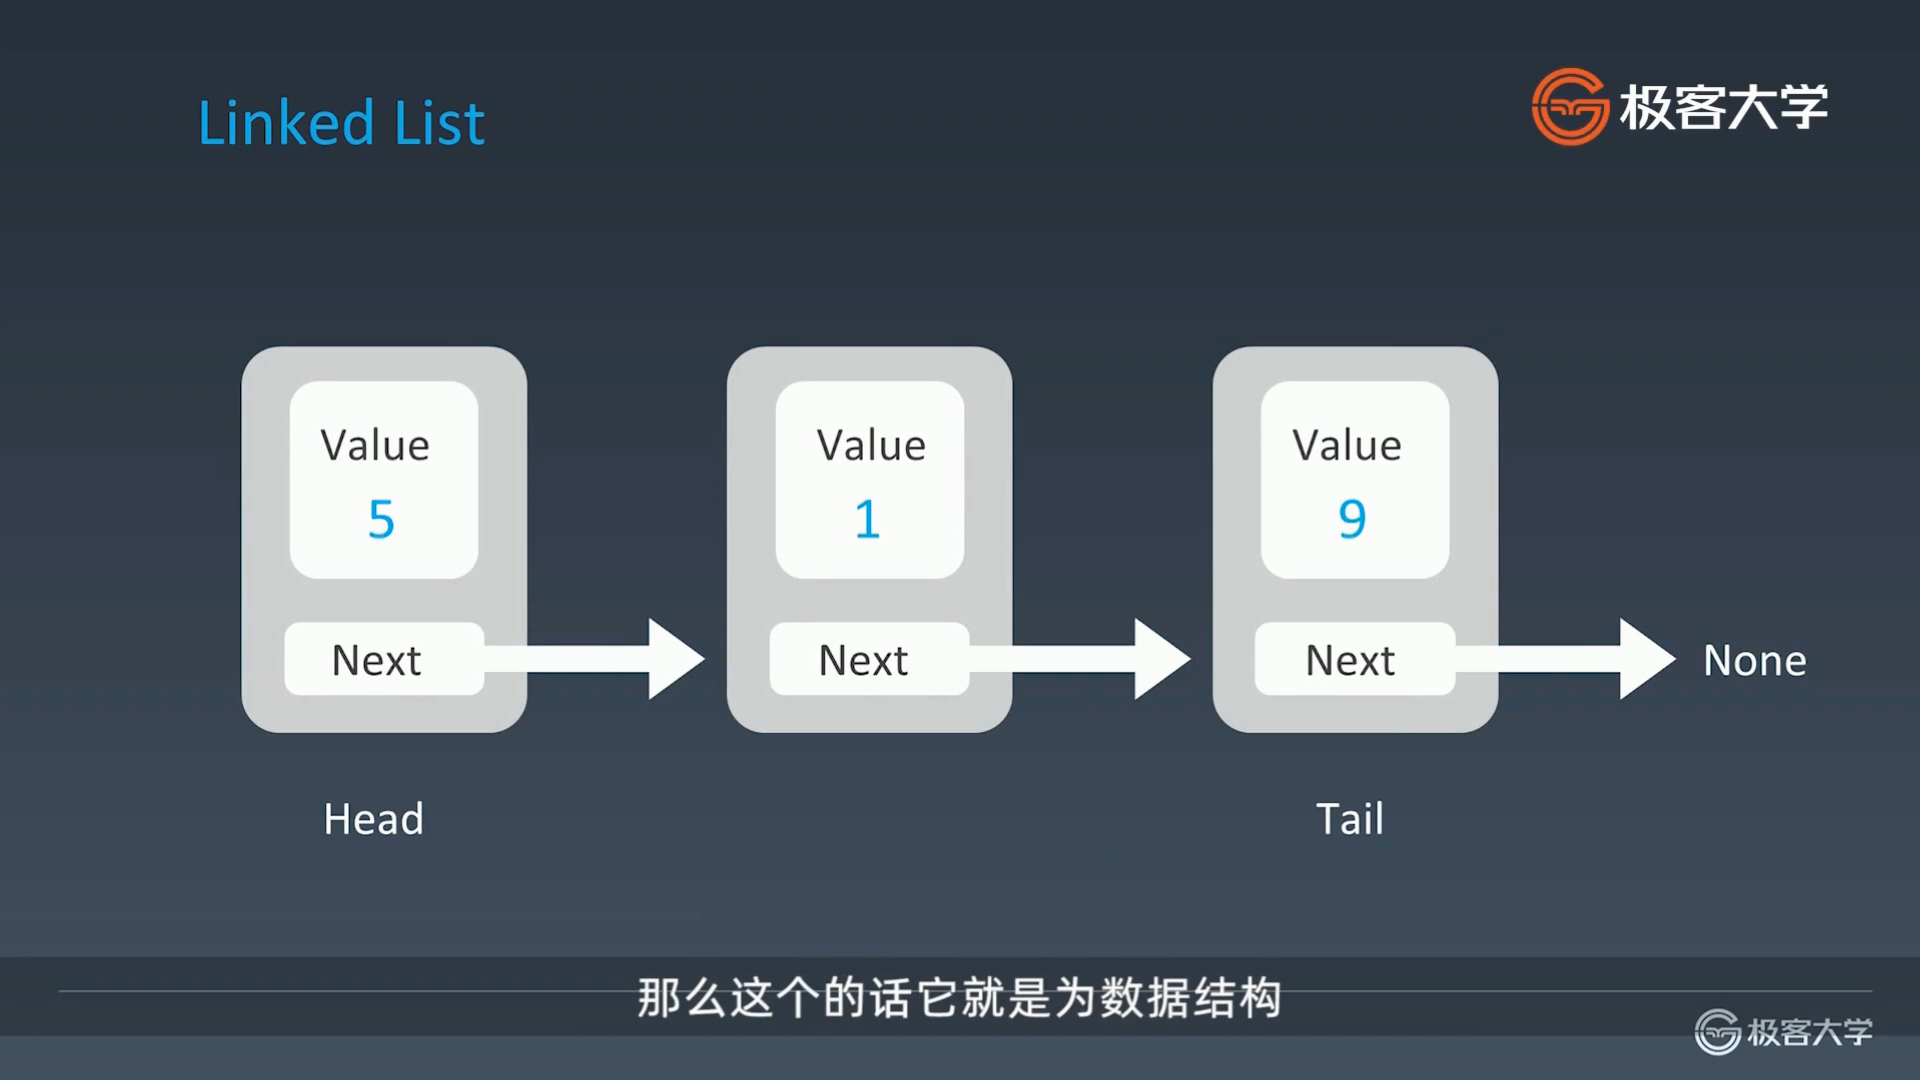 Linked List
极客大学
Value
5
Next
Value
1
Next
Value
9
Next
None
Head
Tail
那么这个的话它就是为数据结构
极客大学